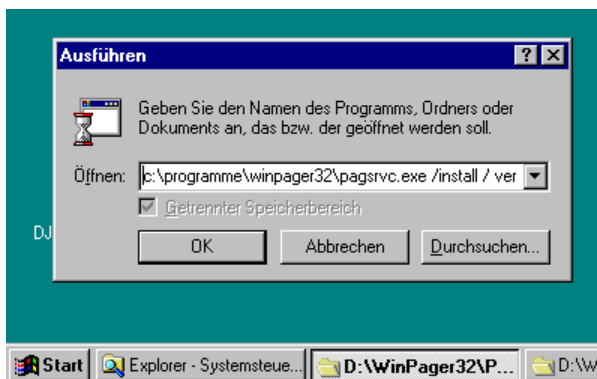 Ausführen
Geben Sie den Namen des Programms, Ordners oder
Dokuments an, das bzw. der geöffnet werden soll.
Öffnen: c:\programme\winpager32\pagsrvc.exe /install / ver
Getrennter Speicherbereich
DJ
OK Abbrechen Durchsuchen...
Start Explorer - Systemsteue... D:\WinPager32\P... D:\W